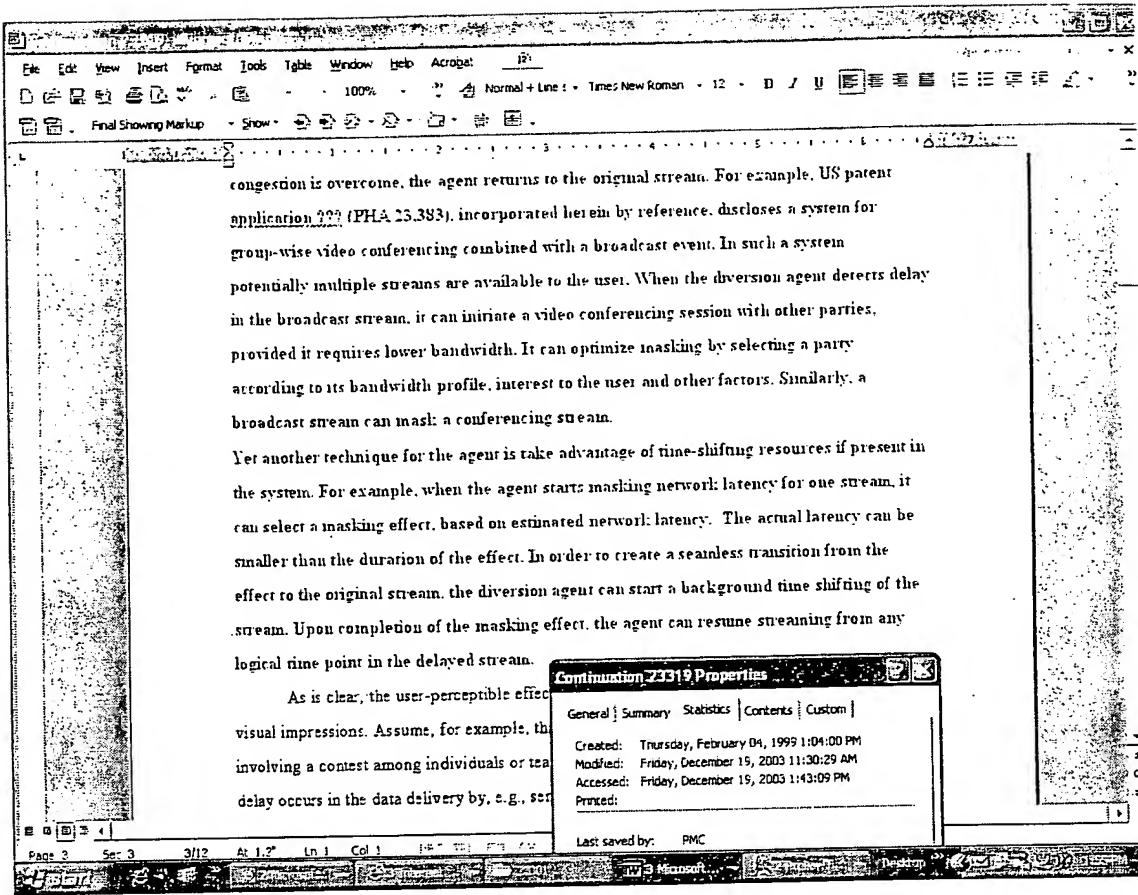 File Edit View Insert Format Tools Table Window Help Acrobat
100% Normal + Line : Times New Roman 12 B I U
Final Showing Markup Show
congestion is overcome, the agent returns to the original stream. For example, US patent
application ??? (PHA 23,383), incorporated herein by reference, discloses a system for
group-wise video conferencing combined with a broadcast event. In such a system
potentially multiple streams are available to the user. When the diversion agent detects delay
in the broadcast stream, it can initiate a video conferencing session with other parties,
provided it requires lower bandwidth. It can optimize masking by selecting a party
according to its bandwidth profile, interest to the user and other factors. Similarly, a
broadcast stream can mask a conferencing stream.
Yet another technique for the agent is take advantage of time-shifting resources if present in
the system. For example, when the agent starts masking network latency for one stream, it
can select a masking effect, based on estimated network latency. The actual latency can be
smaller than the duration of the effect. In order to create a seamless transition from the
effect to the original stream, the diversion agent can start a background time shifting of the
stream. Upon completion of the masking effect, the agent can resume streaming from any
logical time point in the delayed stream.
As is clear, the user-perceptible effec
visual impressions. Assume, for example, th
involving a contest among individuals or tea
delay occurs in the data delivery by, e.g., ser
Continuation 23319 Properties
General Summary Statistics Contents Custom
Created: Thursday, February 04, 1999 1:04:00 PM
Modified: Friday, December 19, 2003 11:30:29 AM
Accessed: Friday, December 19, 2003 1:43:09 PM
Printed:
Last saved by: PMC
Page 3 Sec 3 3/12 At 1.2" Ln 1 Col 1
Start 3 Microsoft... Desktop